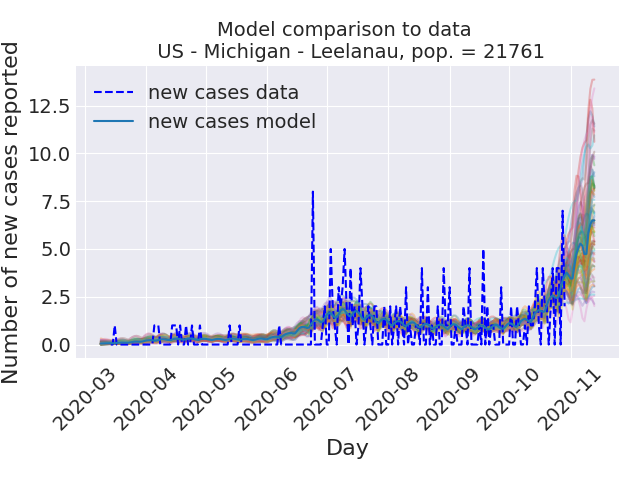 Model comparison to data
US - Michigan - Leelanau, pop. = 21761
new cases data
new cases model
Number of new cases reported
12.5
10.0
7.5
5.0
2.5
0.0
2020-03
2020-04
2020-05
2020-06
2020-07
2020-08
2020-09
2020-10
2020-11
Day